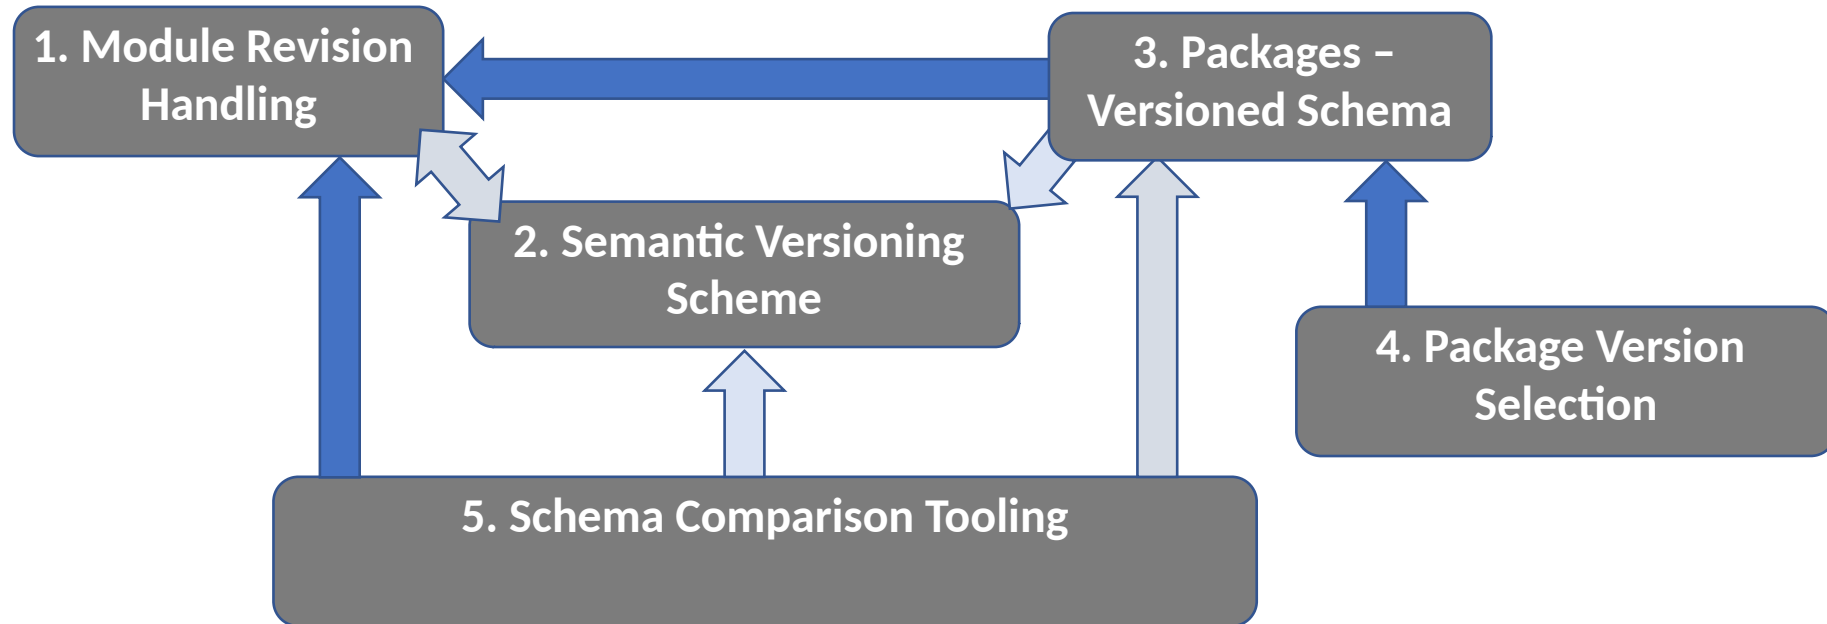 1. Module Revision
Handling
3. Packages –
Versioned Schema
2. Semantic Versioning
Scheme
4. Package Version
Selection
5. Schema Comparison Tooling